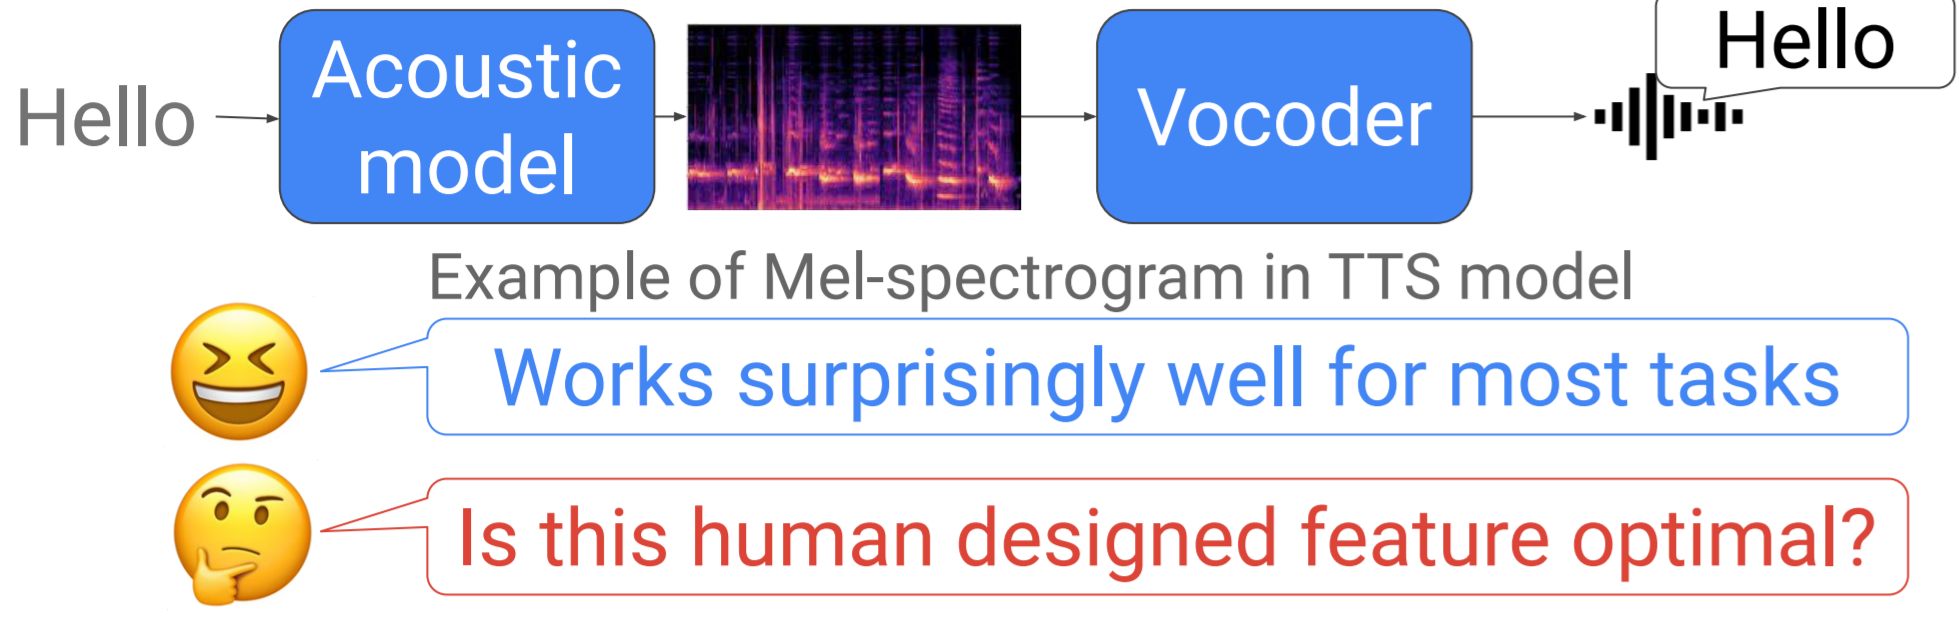 Hello
Hello
Acoustic
model
Vocoder
Example of Mel-spectrogram in TTS model
Works surprisingly well for most tasks
Is this human designed feature optimal?